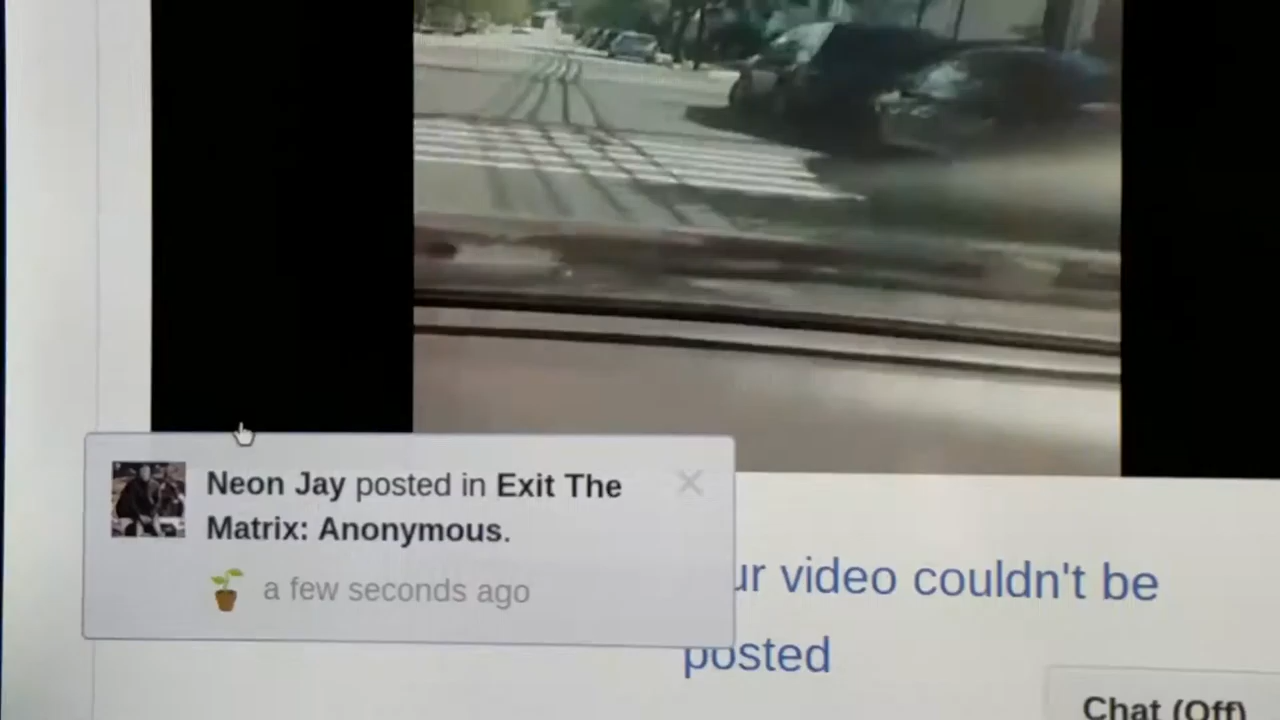 Neon Jay posted in Exit The
Matrix: Anonymous.
a few seconds ago
ur video couldn't be
posted
Chat (Off)